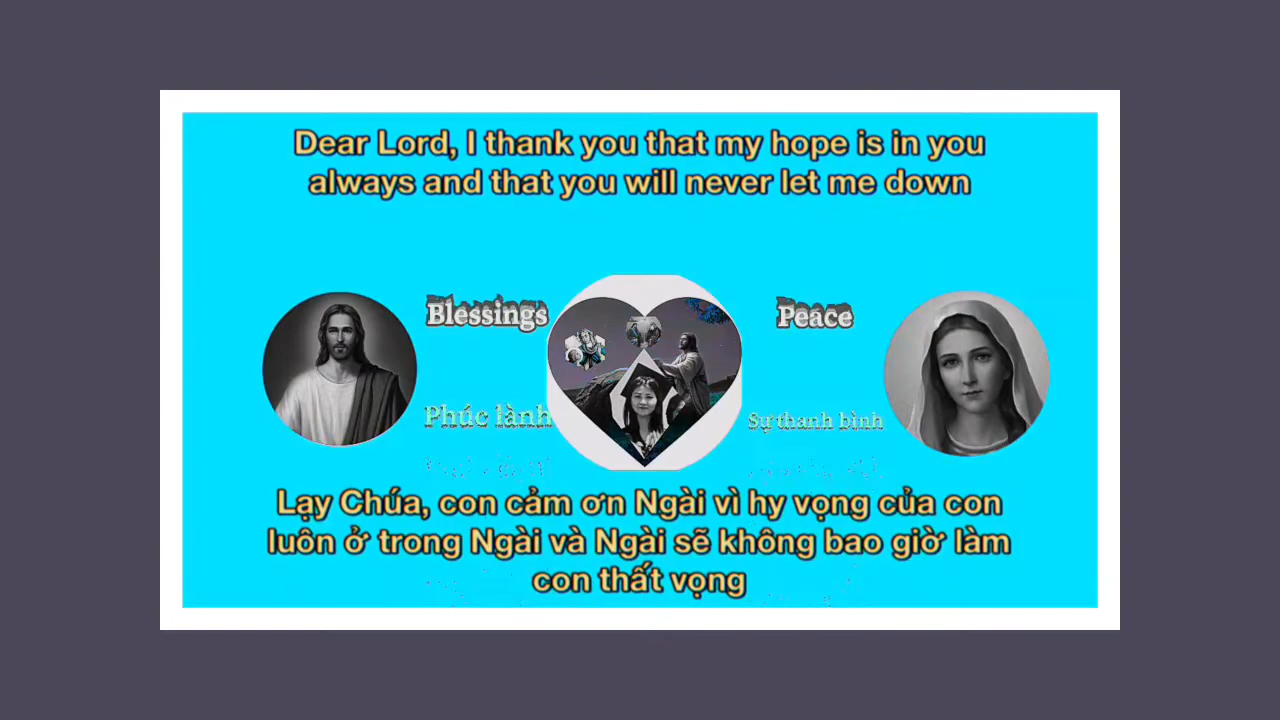 Dear Lord, I thank you that my hope is in you
always and that you will never let me down
Blessings
Peace
Phúc lành
Sự thanh bình
Lạy Chúa, con cảm ơn Ngài vì hy vọng của con
luôn ở trong Ngài và Ngài sẽ không bao giờ làm
con thất vọng